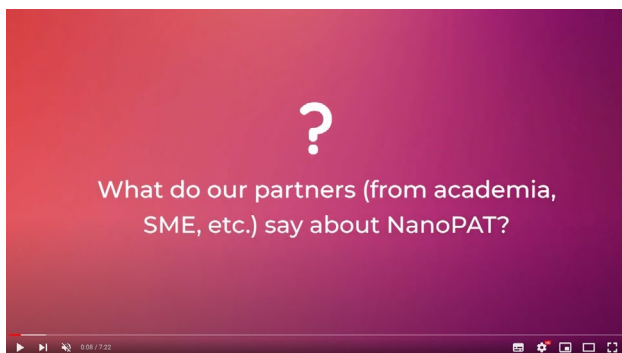 ?
What do our partners (from academia,
SME, etc.) say about NanoPAT?
0:08 / 7:22